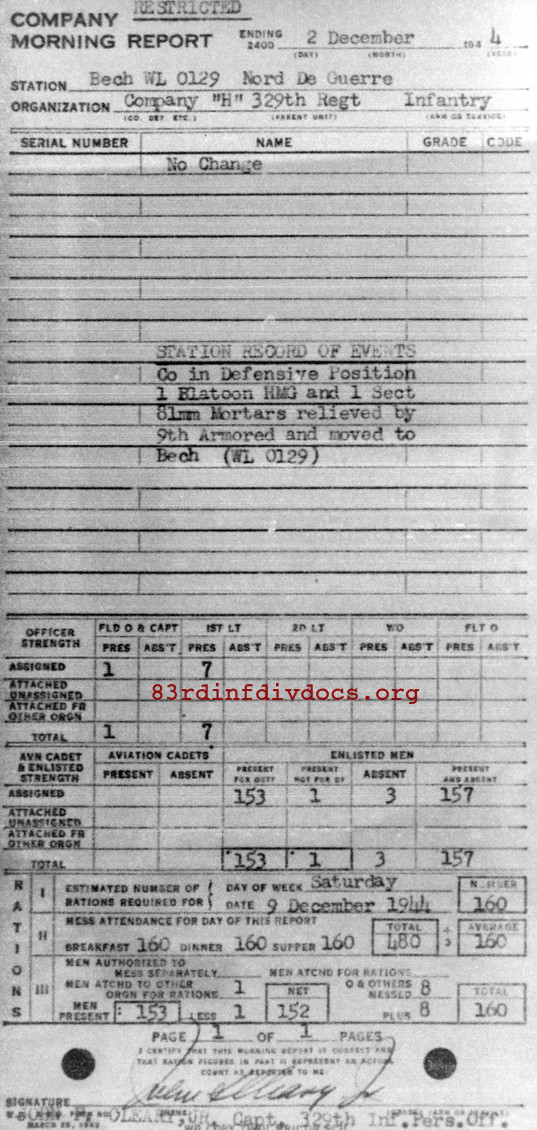 RESTRICTED
COMPANY
MORNING REPORT ENDING 2400 2 December 1944
(DAY) (MONTH) (YEAR)
STATION Bech WL 0129 Nord De Guerre
ORGANIZATION Company "H" 329th Regt Infantry
(CO. DET. ETC.) (PARENT UNIT) (ARM OR SERVICE)
SERIAL NUMBER NAME GRADE CODE
No Change
STATION RECORD OF EVENTS
Co in Defensive Position
1 Blatoon HMG and 1 Sect
81mm Mortars relieved by
9th Armored and moved to
Bech (WL 0129)
OFFICER STRENGTH FLD O & CAPT 1ST LT 2D LT WO FLT O
PRES ABS'T PRES ABS'T PRES ABS'T PRES ABS'T PRES ABS'T
ASSIGNED 1 7
ATTACHED UNASSIGNED
83rdinfdivdocs.org
ATTACHED FR OTHER ORGN
TOTAL 1 7
AVN CADET & ENLISTED STRENGTH AVIATION CADETS ENLISTED MEN
PRESENT ABSENT PRESENT FOR DUTY PRESENT NOT FOR DY ABSENT PRESENT AND ABSENT
ASSIGNED 153 1 3 157
ATTACHED UNASSIGNED
ATTACHED FR OTHER ORGN
TOTAL 153 1 3 157
RATIONS
I ESTIMATED NUMBER OF RATIONS REQUIRED FOR DAY OF WEEK Saturday NUMBER
DATE 9 December 1944 160
II MESS ATTENDANCE FOR DAY OF THIS REPORT TOTAL ÷ 3 AVERAGE
BREAKFAST 160 DINNER 160 SUPPER 160 480 160
III MEN AUTHORIZED TO MESS SEPARATELY MEN ATCHD FOR RATIONS
MEN ATCHD TO OTHER ORGN FOR RATIONS 1 NET O & OTHERS MESSED 8 TOTAL
MEN PRESENT 153 LESS 1 152 PLUS 8 160
PAGE 1 OF 1 PAGES
I CERTIFY THAT THIS MORNING REPORT IS CORRECT AND
THAT RATION FIGURES IN PART II REPRESENT AN ACTUAL
COUNT AS REPORTED TO ME
SIGNATURE
OLEARY, JR. Capt. 329th Inf. Pers. Off.